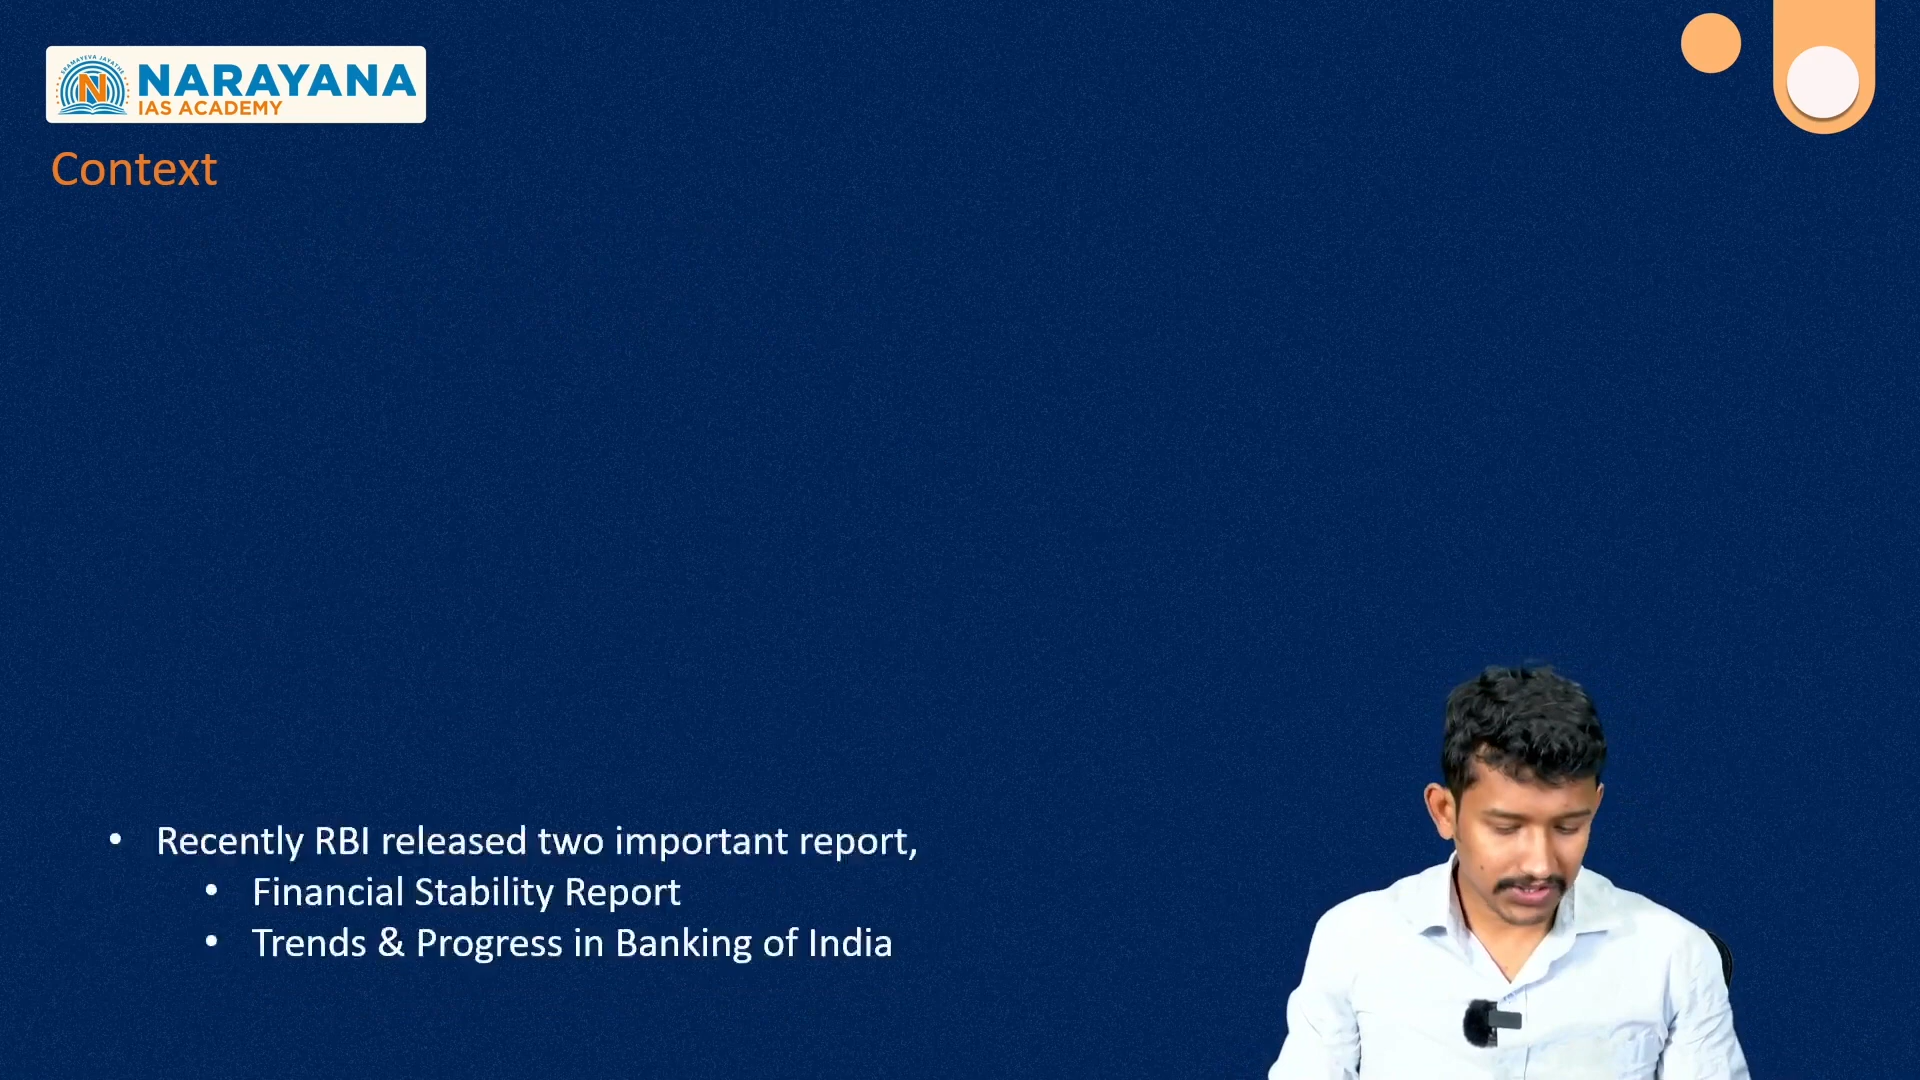 NARAYANA
IAS ACADEMY
Context
• Recently RBI released two important report,
• Financial Stability Report
• Trends & Progress in Banking of India